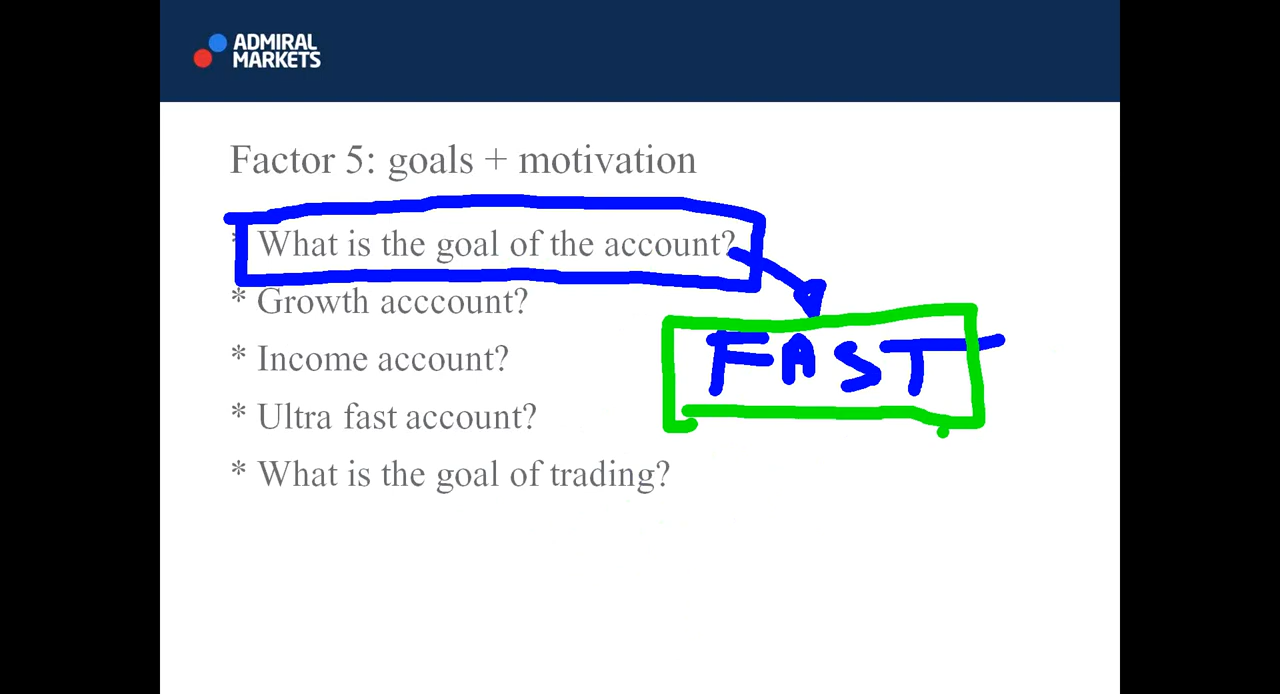 ADMIRAL
MARKETS
Factor 5: goals + motivation
* What is the goal of the account?
* Growth acccount?
FAST
* Income account?
* Ultra fast account?
* What is the goal of trading?